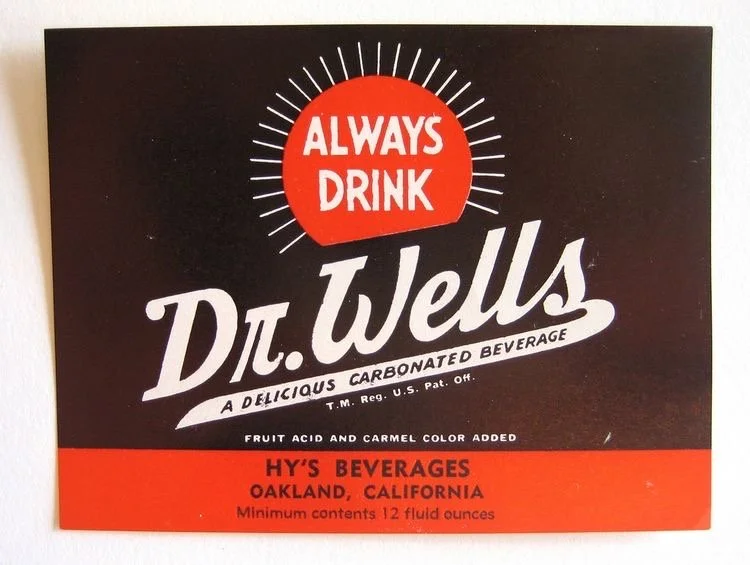 ALWAYS
DRINK
Dr. Wells
A DELICIOUS CARBONATED BEVERAGE
T.M. Reg. U.S. Pat. Off.
FRUIT ACID AND CARMEL COLOR ADDED
HY'S BEVERAGES
OAKLAND, CALIFORNIA
Minimum contents 12 fluid ounces